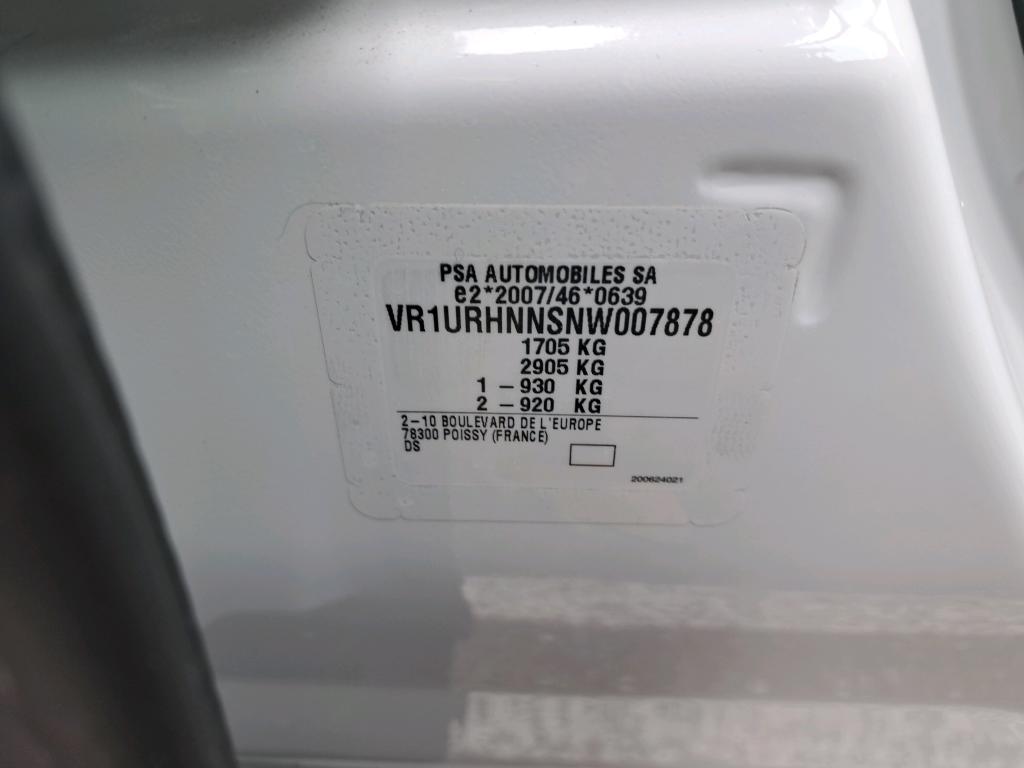 PSA AUTOMOBILES SA
e2*2007/46*0639
VR1URHNNSNW007878
1705 KG
2905 KG
1 - 930 KG
2 - 920 KG
2-10 BOULEVARD DE L'EUROPE
78300 POISSY (FRANCE)
DS
200624021